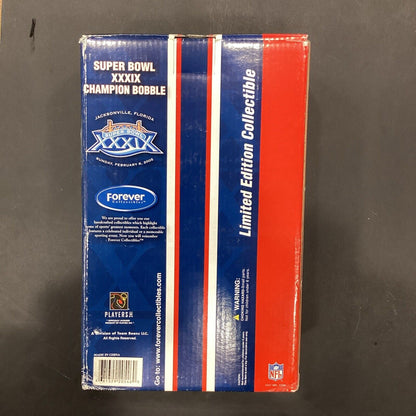 SUPER BOWL
XXXIX
CHAMPION BOBBLE
JACKSONVILLE, FLORIDA
SUPER BOWL
XXXIX
SUNDAY, FEBRUARY 6, 2005
Forever
Collectibles
We are proud to offer you our
handcrafted collectibles which highlight
some of sports' greatest moments. Each collectible
features a celebrated individual or a memorable
sporting event. Now you will remember
Forever Collectibles™
PLAYERS INC
A Division of Team Beans LLC.
All Rights Reserved.
MADE IN CHINA
Go to: www.forevercollectibles.com
Limited Edition Collectible
WARNING:
NFL